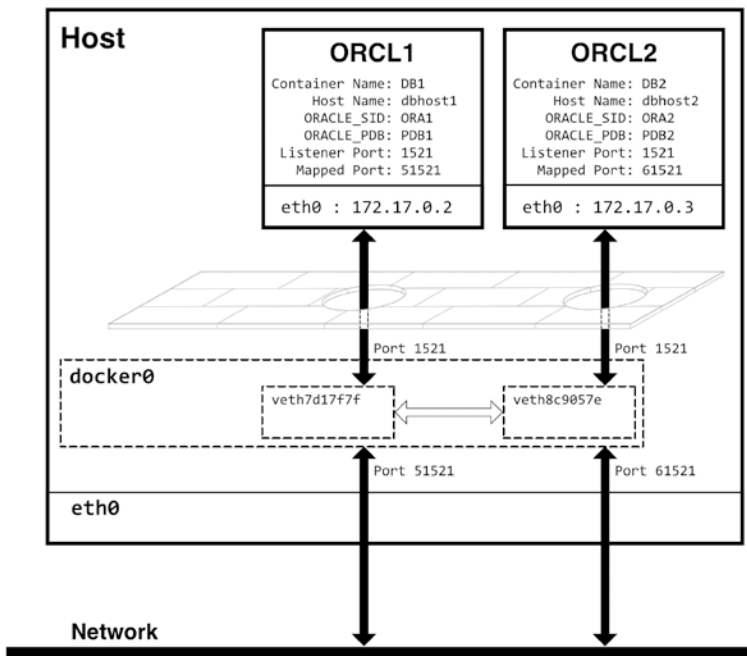 Host
ORCL1
Container Name: DB1
Host Name: dbhost1
ORACLE_SID: ORA1
ORACLE_PDB: PDB1
Listener Port: 1521
Mapped Port: 51521
eth0 : 172.17.0.2
ORCL2
Container Name: DB2
Host Name: dbhost2
ORACLE_SID: ORA2
ORACLE_PDB: PDB2
Listener Port: 1521
Mapped Port: 61521
eth0 : 172.17.0.3
Port 1521
Port 1521
docker0
veth7d17f7f
veth8c9057e
Port 51521
Port 61521
eth0
Network